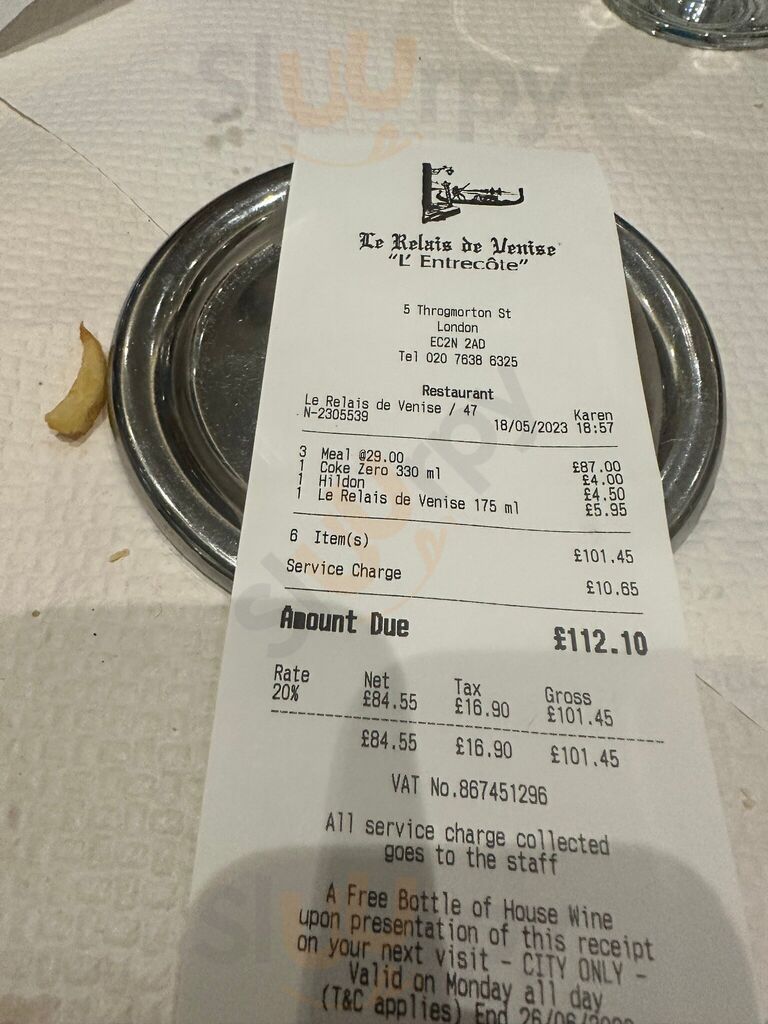 sluurpy
Le Relais de Venise
"L' Entrecôte"
5 Throgmorton St
London
EC2N 2AD
Tel 020 7638 6325
Restaurant
Le Relais de Venise / 47 Karen
N-2305539 18/05/2023 18:57
3 Meal @29.00 £87.00
1 Coke Zero 330 ml £4.00
1 Hildon £4.50
1 Le Relais de Venise 175 ml £5.95
6 Item(s) £101.45
Service Charge £10.65
Amount Due £112.10
Rate Net Tax Gross
20% £84.55 £16.90 £101.45
£84.55 £16.90 £101.45
VAT No.867451296
All service charge collected
goes to the staff
A Free Bottle of House Wine
upon presentation of this receipt
on your next visit - CITY ONLY -
Valid on Monday all day
(T&C applies) End 26/06/
sluurpy
sluurpy